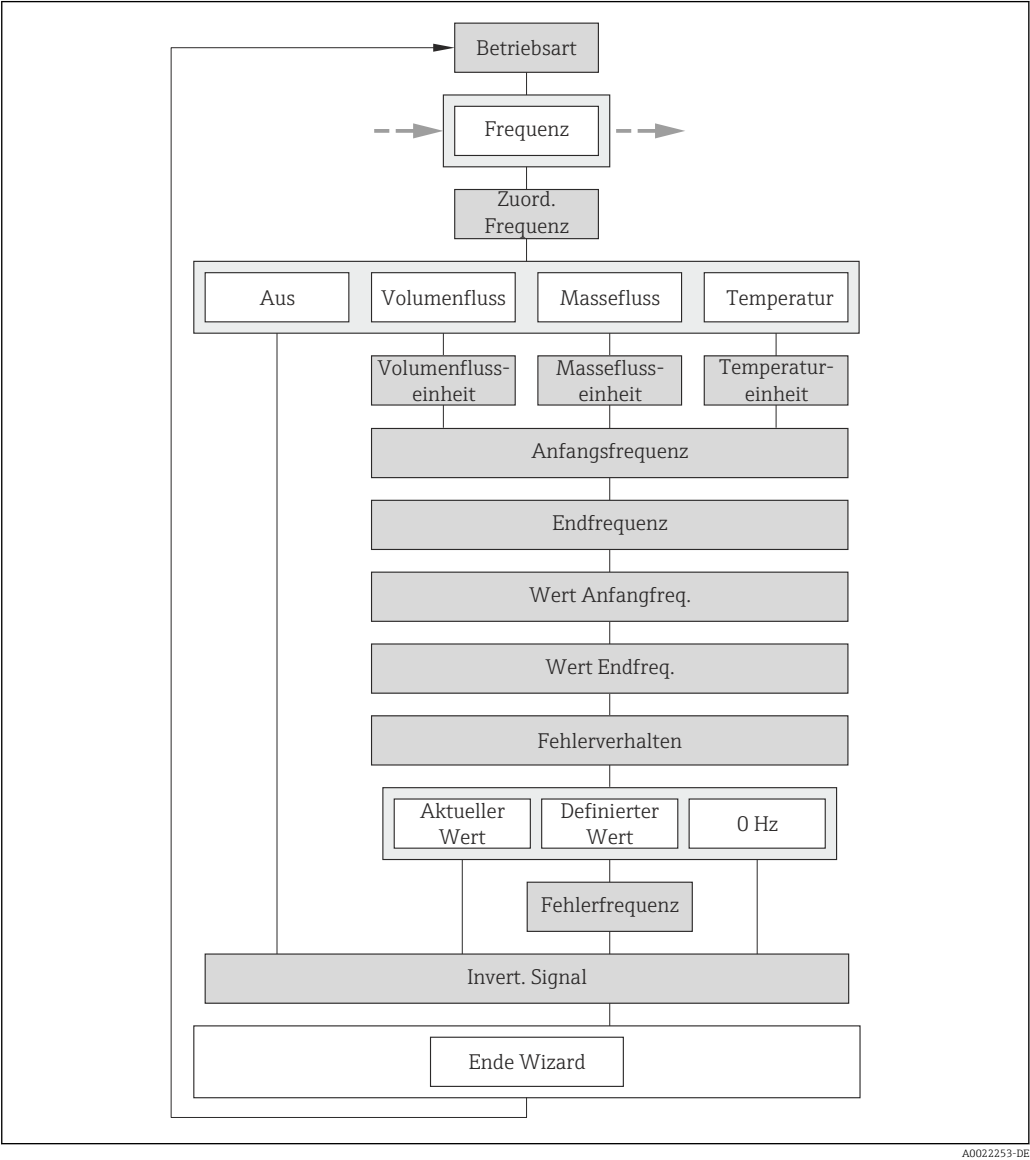 Betriebsart
Frequenz
Zuord.
Frequenz
Aus
Volumenfluss
Massefluss
Temperatur
Volumenfluss-
einheit
Massefluss-
einheit
Temperatur-
einheit
Anfangsfrequenz
Endfrequenz
Wert Anfangfreq.
Wert Endfreq.
Fehlerverhalten
Aktueller
Wert
Definierter
Wert
0 Hz
Fehlerfrequenz
Invert. Signal
Ende Wizard
A0022253-DE